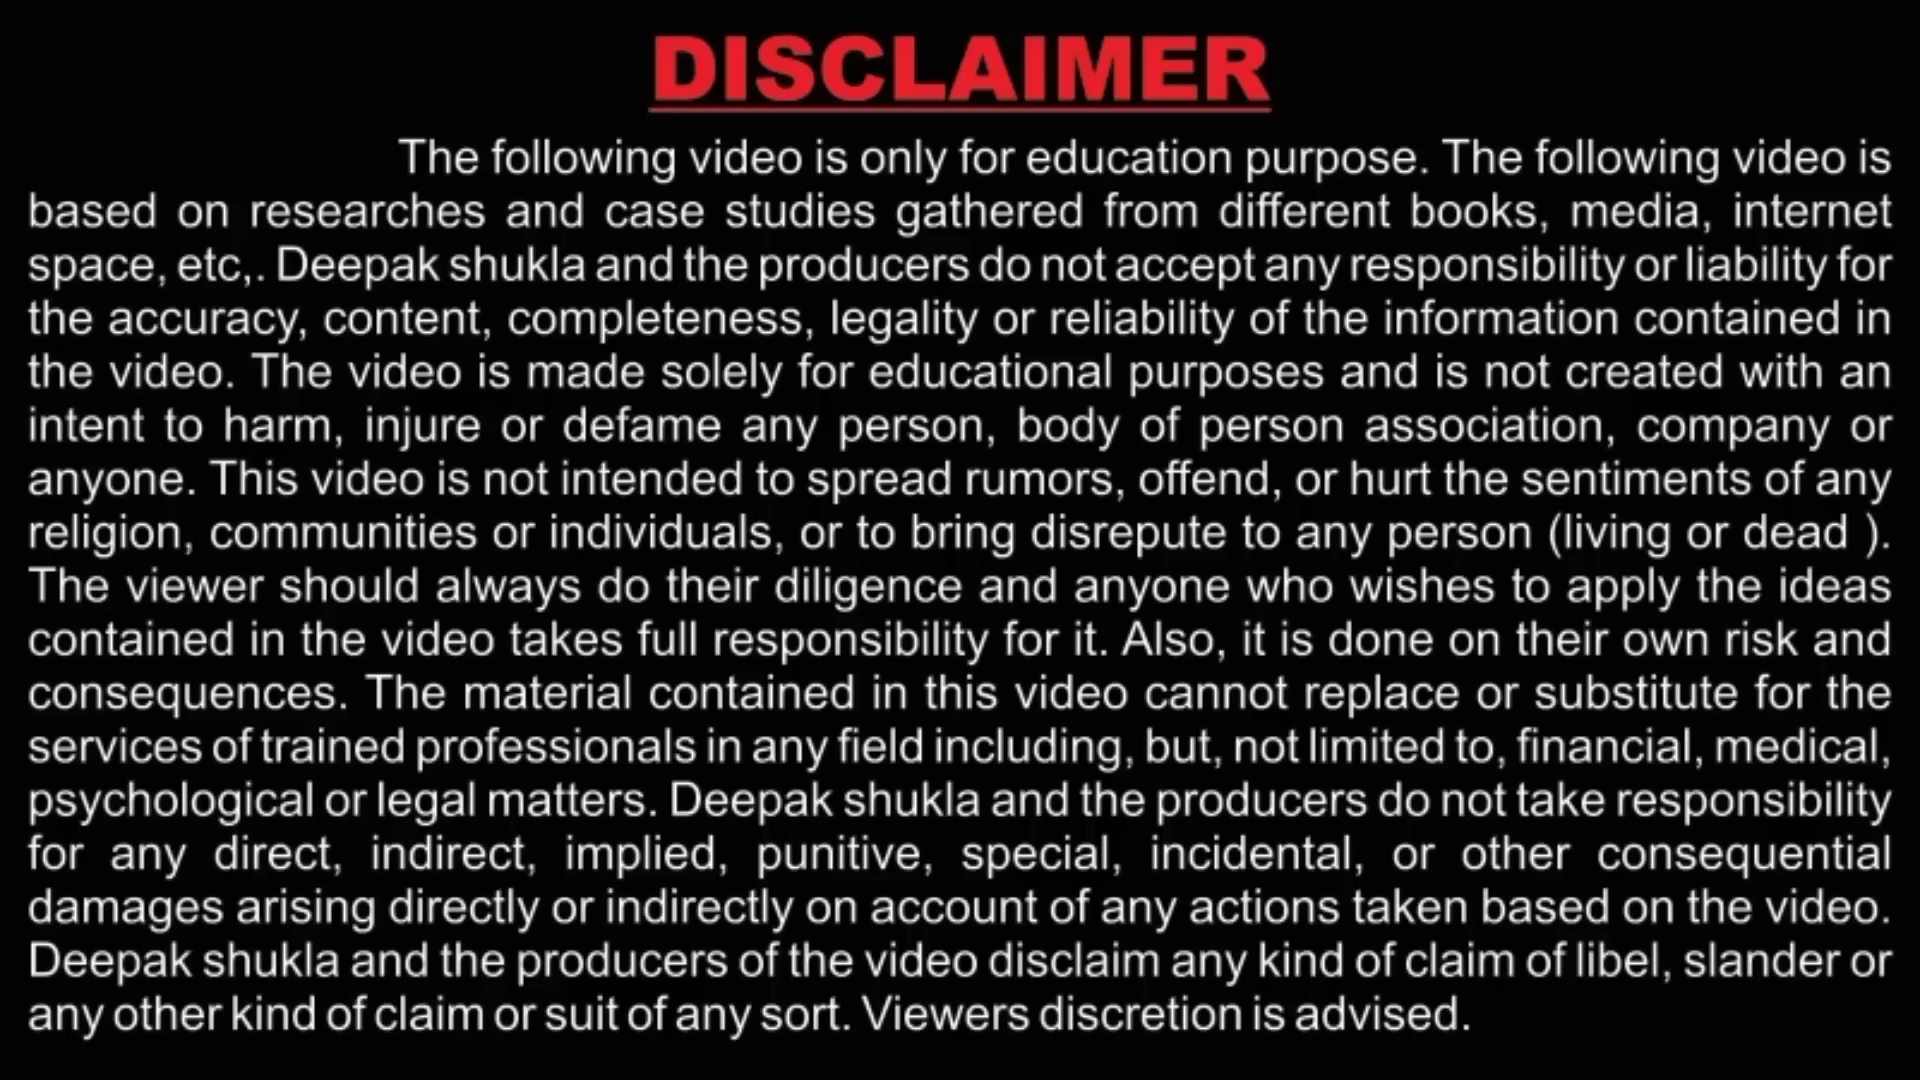 DISCLAIMER
The following video is only for education purpose. The following video is
based on researches and case studies gathered from different books, media, internet
space, etc,. Deepak shukla and the producers do not accept any responsibility or liability for
the accuracy, content, completeness, legality or reliability of the information contained in
the video. The video is made solely for educational purposes and is not created with an
intent to harm, injure or defame any person, body of person association, company or
anyone. This video is not intended to spread rumors, offend, or hurt the sentiments of any
religion, communities or individuals, or to bring disrepute to any person (living or dead ).
The viewer should always do their diligence and anyone who wishes to apply the ideas
contained in the video takes full responsibility for it. Also, it is done on their own risk and
consequences. The material contained in this video cannot replace or substitute for the
services of trained professionals in any field including, but, not limited to, financial, medical,
psychological or legal matters. Deepak shukla and the producers do not take responsibility
for any direct, indirect, implied, punitive, special, incidental, or other consequential
damages arising directly or indirectly on account of any actions taken based on the video.
Deepak shukla and the producers of the video disclaim any kind of claim of libel, slander or
any other kind of claim or suit of any sort. Viewers discretion is advised.